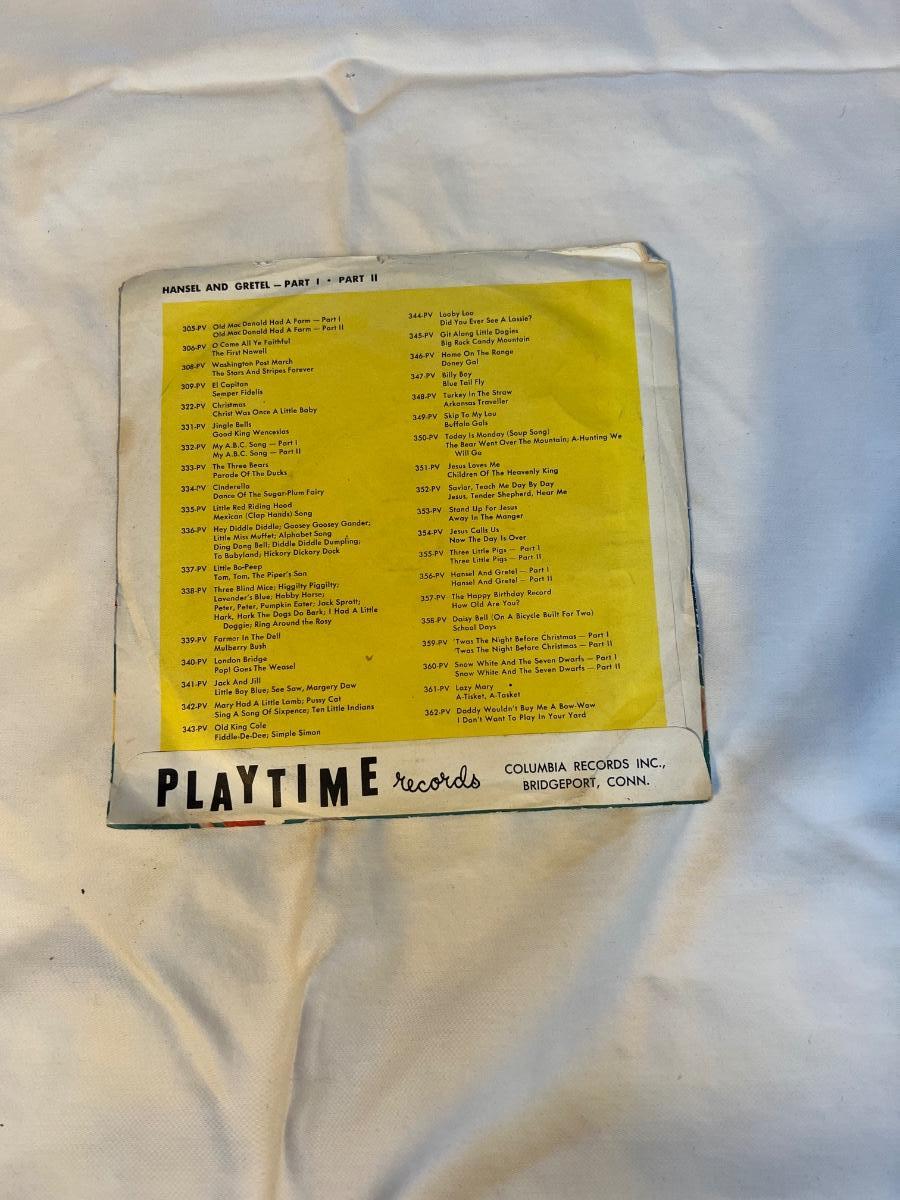 HANSEL AND GRETEL — PART I • PART II
305-PV Old MacDonald Had A Farm — Part I
Old MacDonald Had A Farm — Part II
306-PV O Come All Ye Faithful
The First Nowell
308-PV Washington Post March
The Stars And Stripes Forever
309-PV El Capitan
Semper Fidelis
322-PV Christmas
Christ Was Once A Little Baby
331-PV Jingle Bells
Good King Wenceslas
332-PV My A.B.C. Song — Part I
My A.B.C. Song — Part II
333-PV The Three Bears
Parade Of The Ducks
334-PV Cinderella
Dance Of The Sugar-Plum Fairy
335-PV Little Red Riding Hood
Mexican (Clap Hands) Song
336-PV Hey Diddle Diddle; Goosey Goosey Gander;
Little Miss Muffet; Alphabet Song
Ding Dong Bell; Diddle Diddle Dumpling;
To Babyland; Hickory Dickory Dock
337-PV Little Bo-Peep
Tom, Tom, The Piper's Son
338-PV Three Blind Mice; Higgilty Piggilty;
Lavender's Blue; Hobby Horse;
Peter, Peter, Pumpkin Eater; Jack Spratt;
Hark, Hark The Dogs Do Bark; I Had A Little
Doggie; Ring Around the Rosy
339-PV Farmer In The Dell
Mulberry Bush
340-PV London Bridge
Pop! Goes The Weasel
341-PV Jack And Jill
Little Boy Blue; See Saw, Margery Daw
342-PV Mary Had A Little Lamb; Pussy Cat
Sing A Song Of Sixpence; Ten Little Indians
343-PV Old King Cole
Fiddle-De-Dee; Simple Simon
344-PV Looby Loo
Did You Ever See A Lassie?
345-PV Git Along Little Dogies
Big Rock Candy Mountain
346-PV Home On The Range
Doney Gal
347-PV Billy Boy
Blue Tail Fly
348-PV Turkey In The Straw
Arkansas Traveller
349-PV Skip To My Lou
Buffalo Gals
350-PV Today Is Monday (Soup Song)
The Bear Went Over The Mountain; A-Hunting We
Will Go
351-PV Jesus Loves Me
Children Of The Heavenly King
352-PV Savior, Teach Me Day By Day
Jesus, Tender Shepherd, Hear Me
353-PV Stand Up For Jesus
Away In The Manger
354-PV Jesus Calls Us
Now The Day Is Over
355-PV Three Little Pigs — Part I
Three Little Pigs — Part II
356-PV Hansel And Gretel — Part I
Hansel And Gretel — Part II
357-PV The Happy Birthday Record
How Old Are You?
358-PV Daisy Bell (On A Bicycle Built For Two)
School Days
359-PV 'Twas The Night Before Christmas — Part I
'Twas The Night Before Christmas — Part II
360-PV Snow White And The Seven Dwarfs — Part I
Snow White And The Seven Dwarfs — Part II
361-PV Lazy Mary
A-Tisket, A-Tasket
362-PV Daddy Wouldn't Buy Me A Bow-Wow
I Don't Want To Play In Your Yard
PLAYTIME records
COLUMBIA RECORDS INC.,
BRIDGEPORT, CONN.